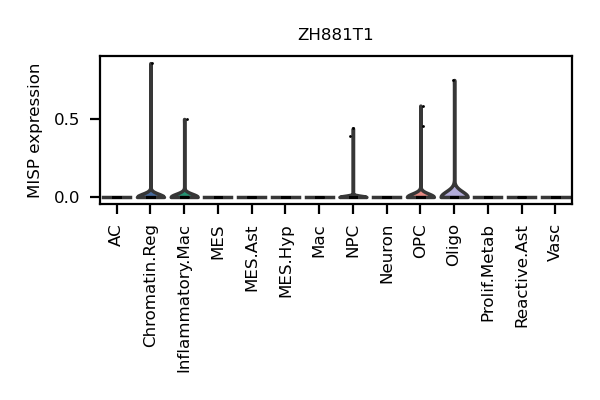 ZH881T1
MISP expression
0.5
0.0
AC
Chromatin.Reg
Inflammatory.Mac
MES
MES.Ast
MES.Hyp
Mac
NPC
Neuron
OPC
Oligo
Prolif.Metab
Reactive.Ast
Vasc